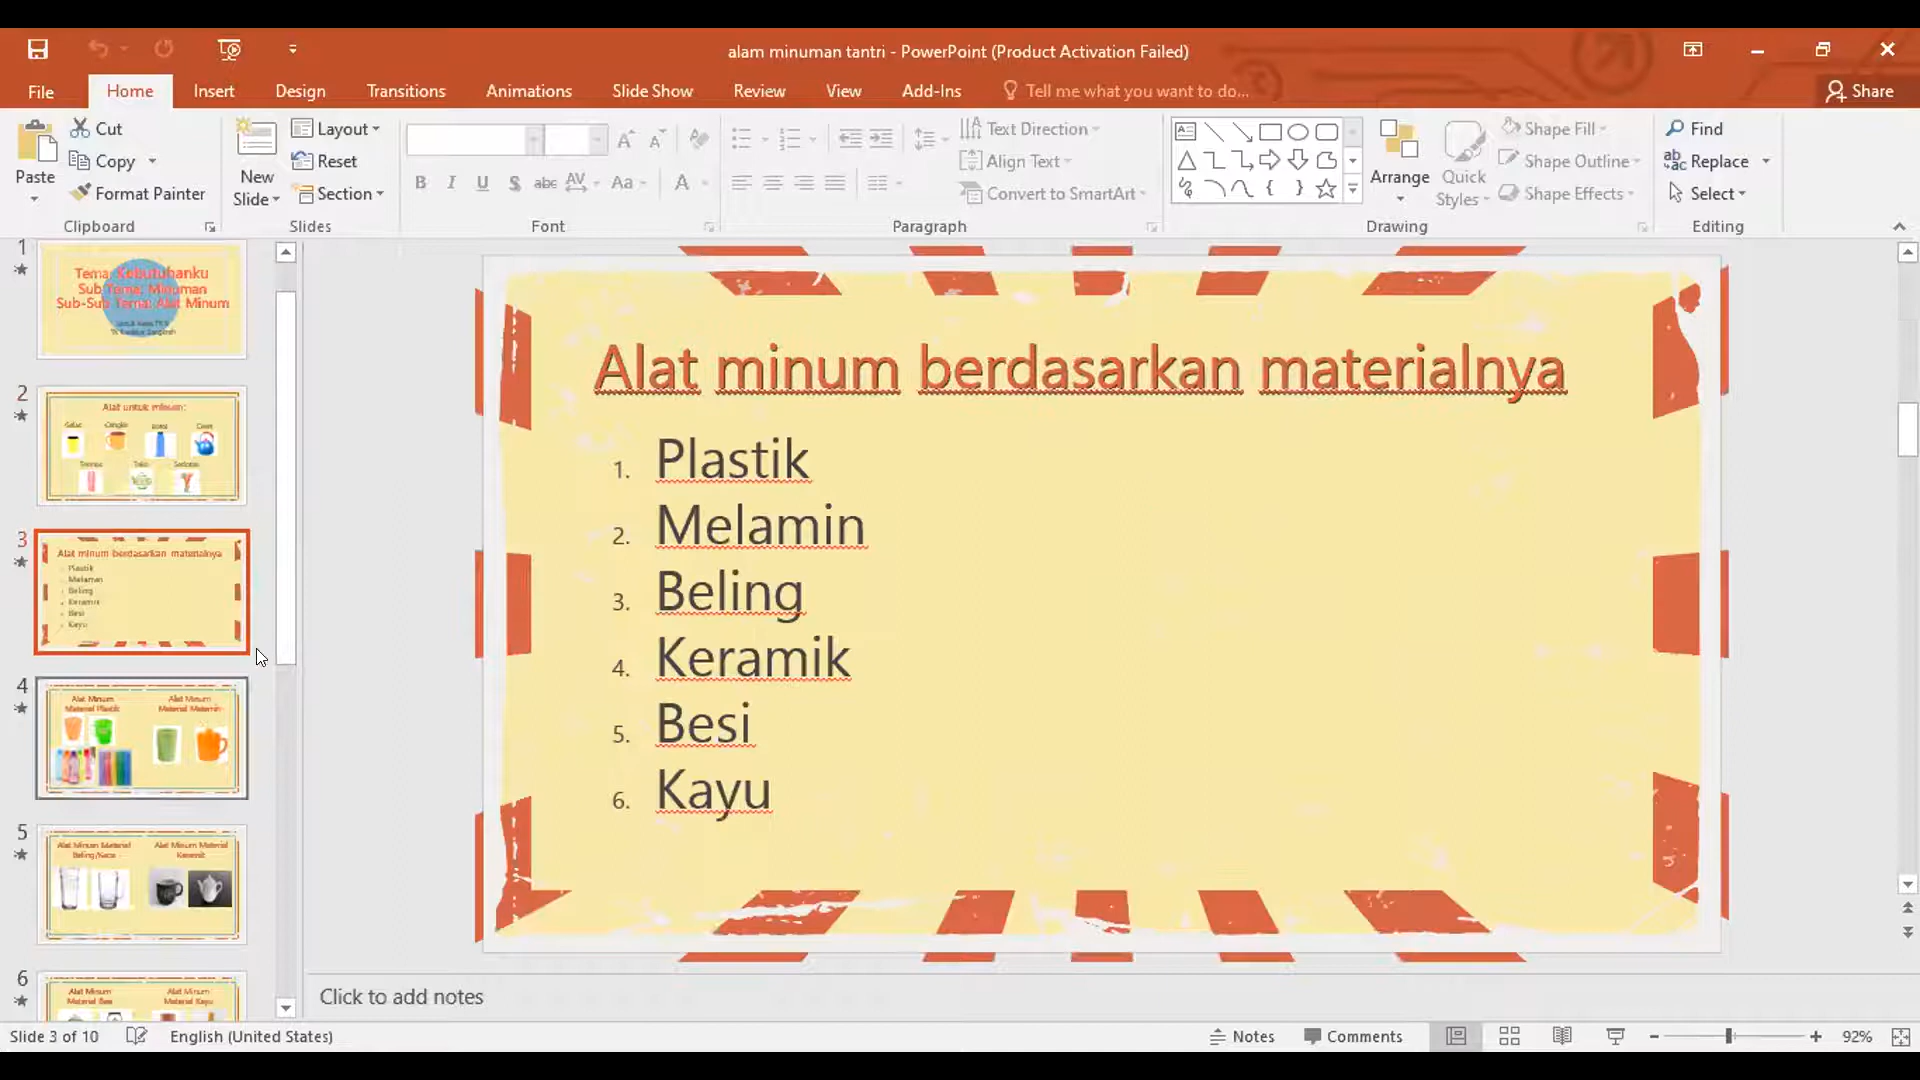 alam minuman tantri - PowerPoint (Product Activation Failed)
File Home Insert Design Transitions Animations Slide Show Review View Add-Ins Tell me what you want to do... Share
Paste
Cut
Copy
Format Painter
Clipboard
New Slide
Layout
Reset
Section
Slides
Font
Text Direction
Align Text
Convert to SmartArt
Paragraph
Arrange
Quick Styles
Shape Fill
Shape Outline
Shape Effects
Drawing
Find
Replace
Select
Editing
1
Tema: Kebutuhanku
Sub Tema: Minuman
Sub-Sub Tema: Alat Minum
2
Alat untuk minum:
3
Alat minum berdasarkan materialnya
Plastik
Melamin
Beling
Keramik
Besi
Kayu
4
Alat Minum
Material Plastik
Alat Minum
Material Melamin
5
Alat Minum Material
Beling/Kaca
Alat Minum Material
Keramik
6
Alat Minum
Material Besi
Alat Minum
Material Kayu
Alat minum berdasarkan materialnya
1. Plastik
2. Melamin
3. Beling
4. Keramik
5. Besi
6. Kayu
Click to add notes
Slide 3 of 10 English (United States) Notes Comments 92%